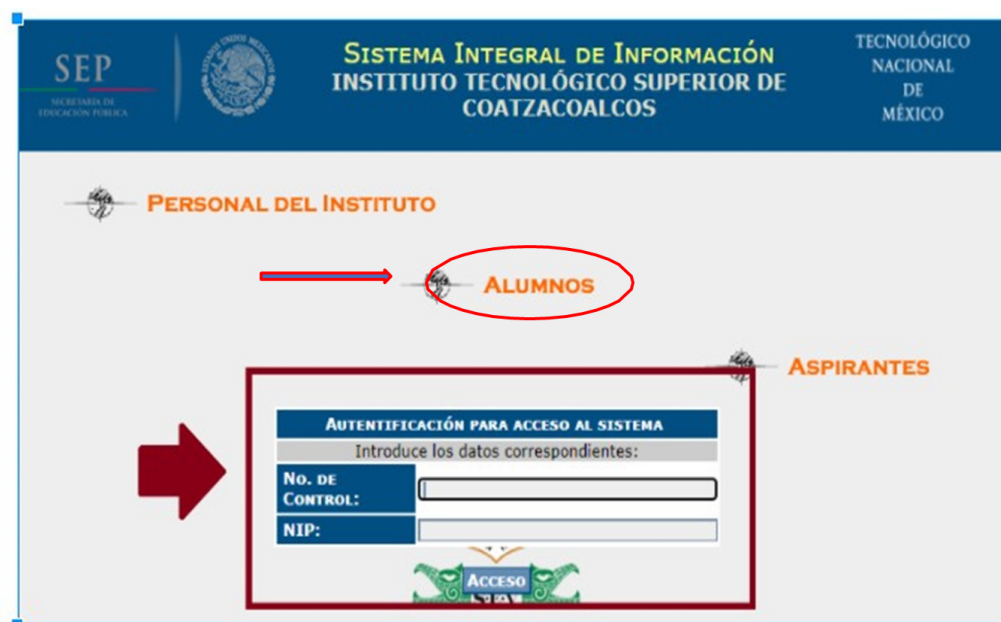 SEP
SECRETARÍA DE
EDUCACIÓN PÚBLICA
SISTEMA INTEGRAL DE INFORMACIÓN
INSTITUTO TECNOLÓGICO SUPERIOR DE
COATZACOALCOS
TECNOLÓGICO
NACIONAL
DE
MÉXICO
PERSONAL DEL INSTITUTO
ALUMNOS
ASPIRANTES
AUTENTIFICACIÓN PARA ACCESO AL SISTEMA
Introduce los datos correspondientes:
NO. DE
CONTROL:
NIP:
ACCESO